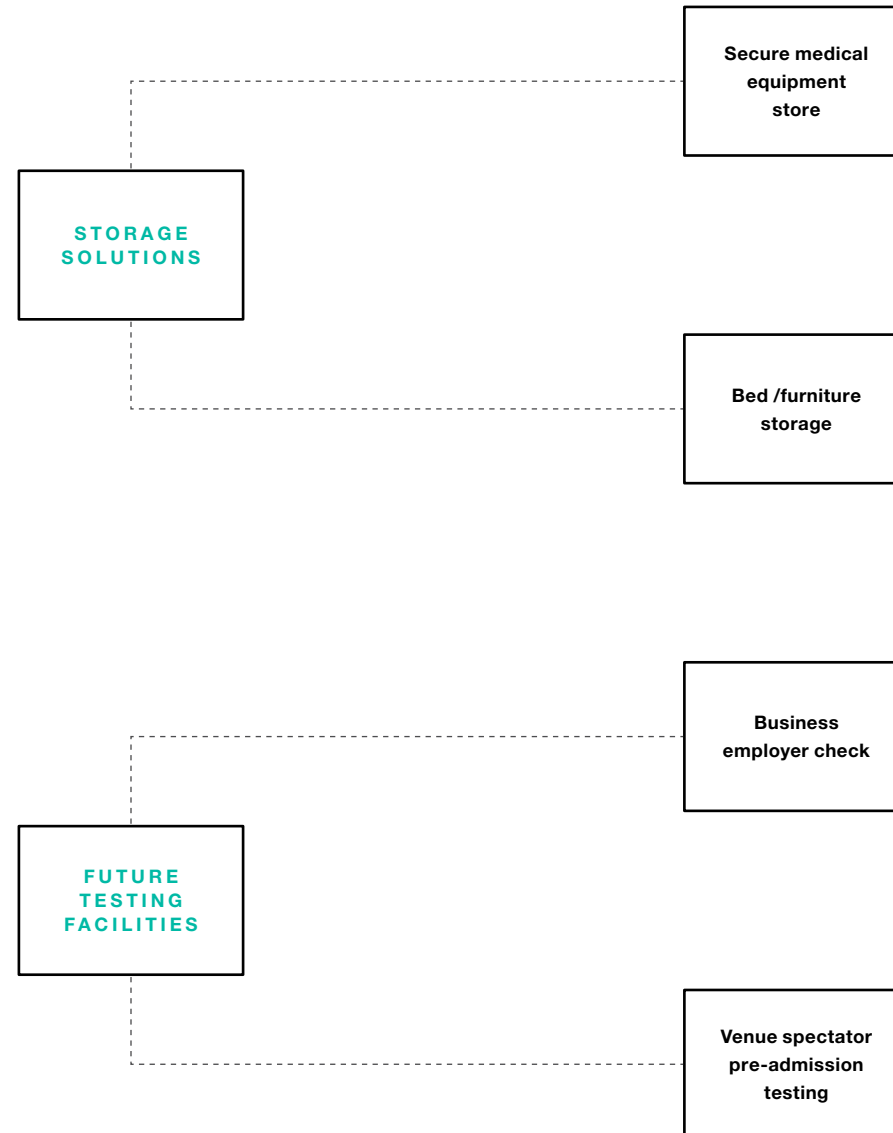 Secure medical
equipment
store
STORAGE
SOLUTIONS
Bed /furniture
storage
Business
employer check
FUTURE
TESTING
FACILITIES
Venue spectator
pre-admission
testing